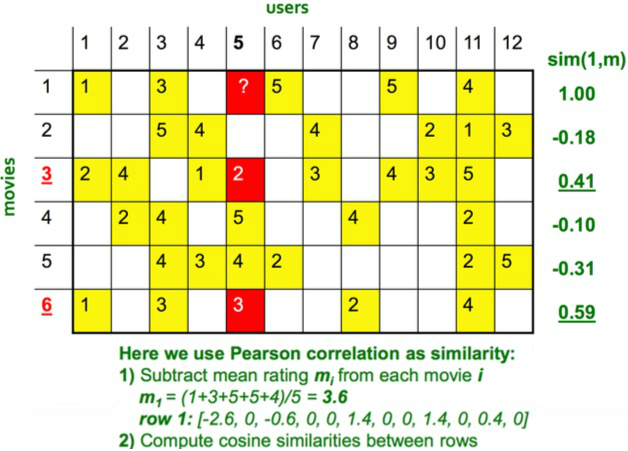 users
1 2 3 4 5 6 7 8 9 10 11 12
sim(1,m)
movies
1 1 3 ? 5 5 4 1.00
2 5 4 4 2 1 3 -0.18
3 2 4 1 2 3 4 3 5 0.41
4 2 4 5 4 2 -0.10
5 4 3 4 2 2 5 -0.31
6 1 3 3 2 4 0.59
Here we use Pearson correlation as similarity:
1) Subtract mean rating mi from each movie i
m1 = (1+3+5+5+4)/5 = 3.6
row 1: [-2.6, 0, -0.6, 0, 0, 1.4, 0, 0, 1.4, 0, 0.4, 0]
2) Compute cosine similarities between rows